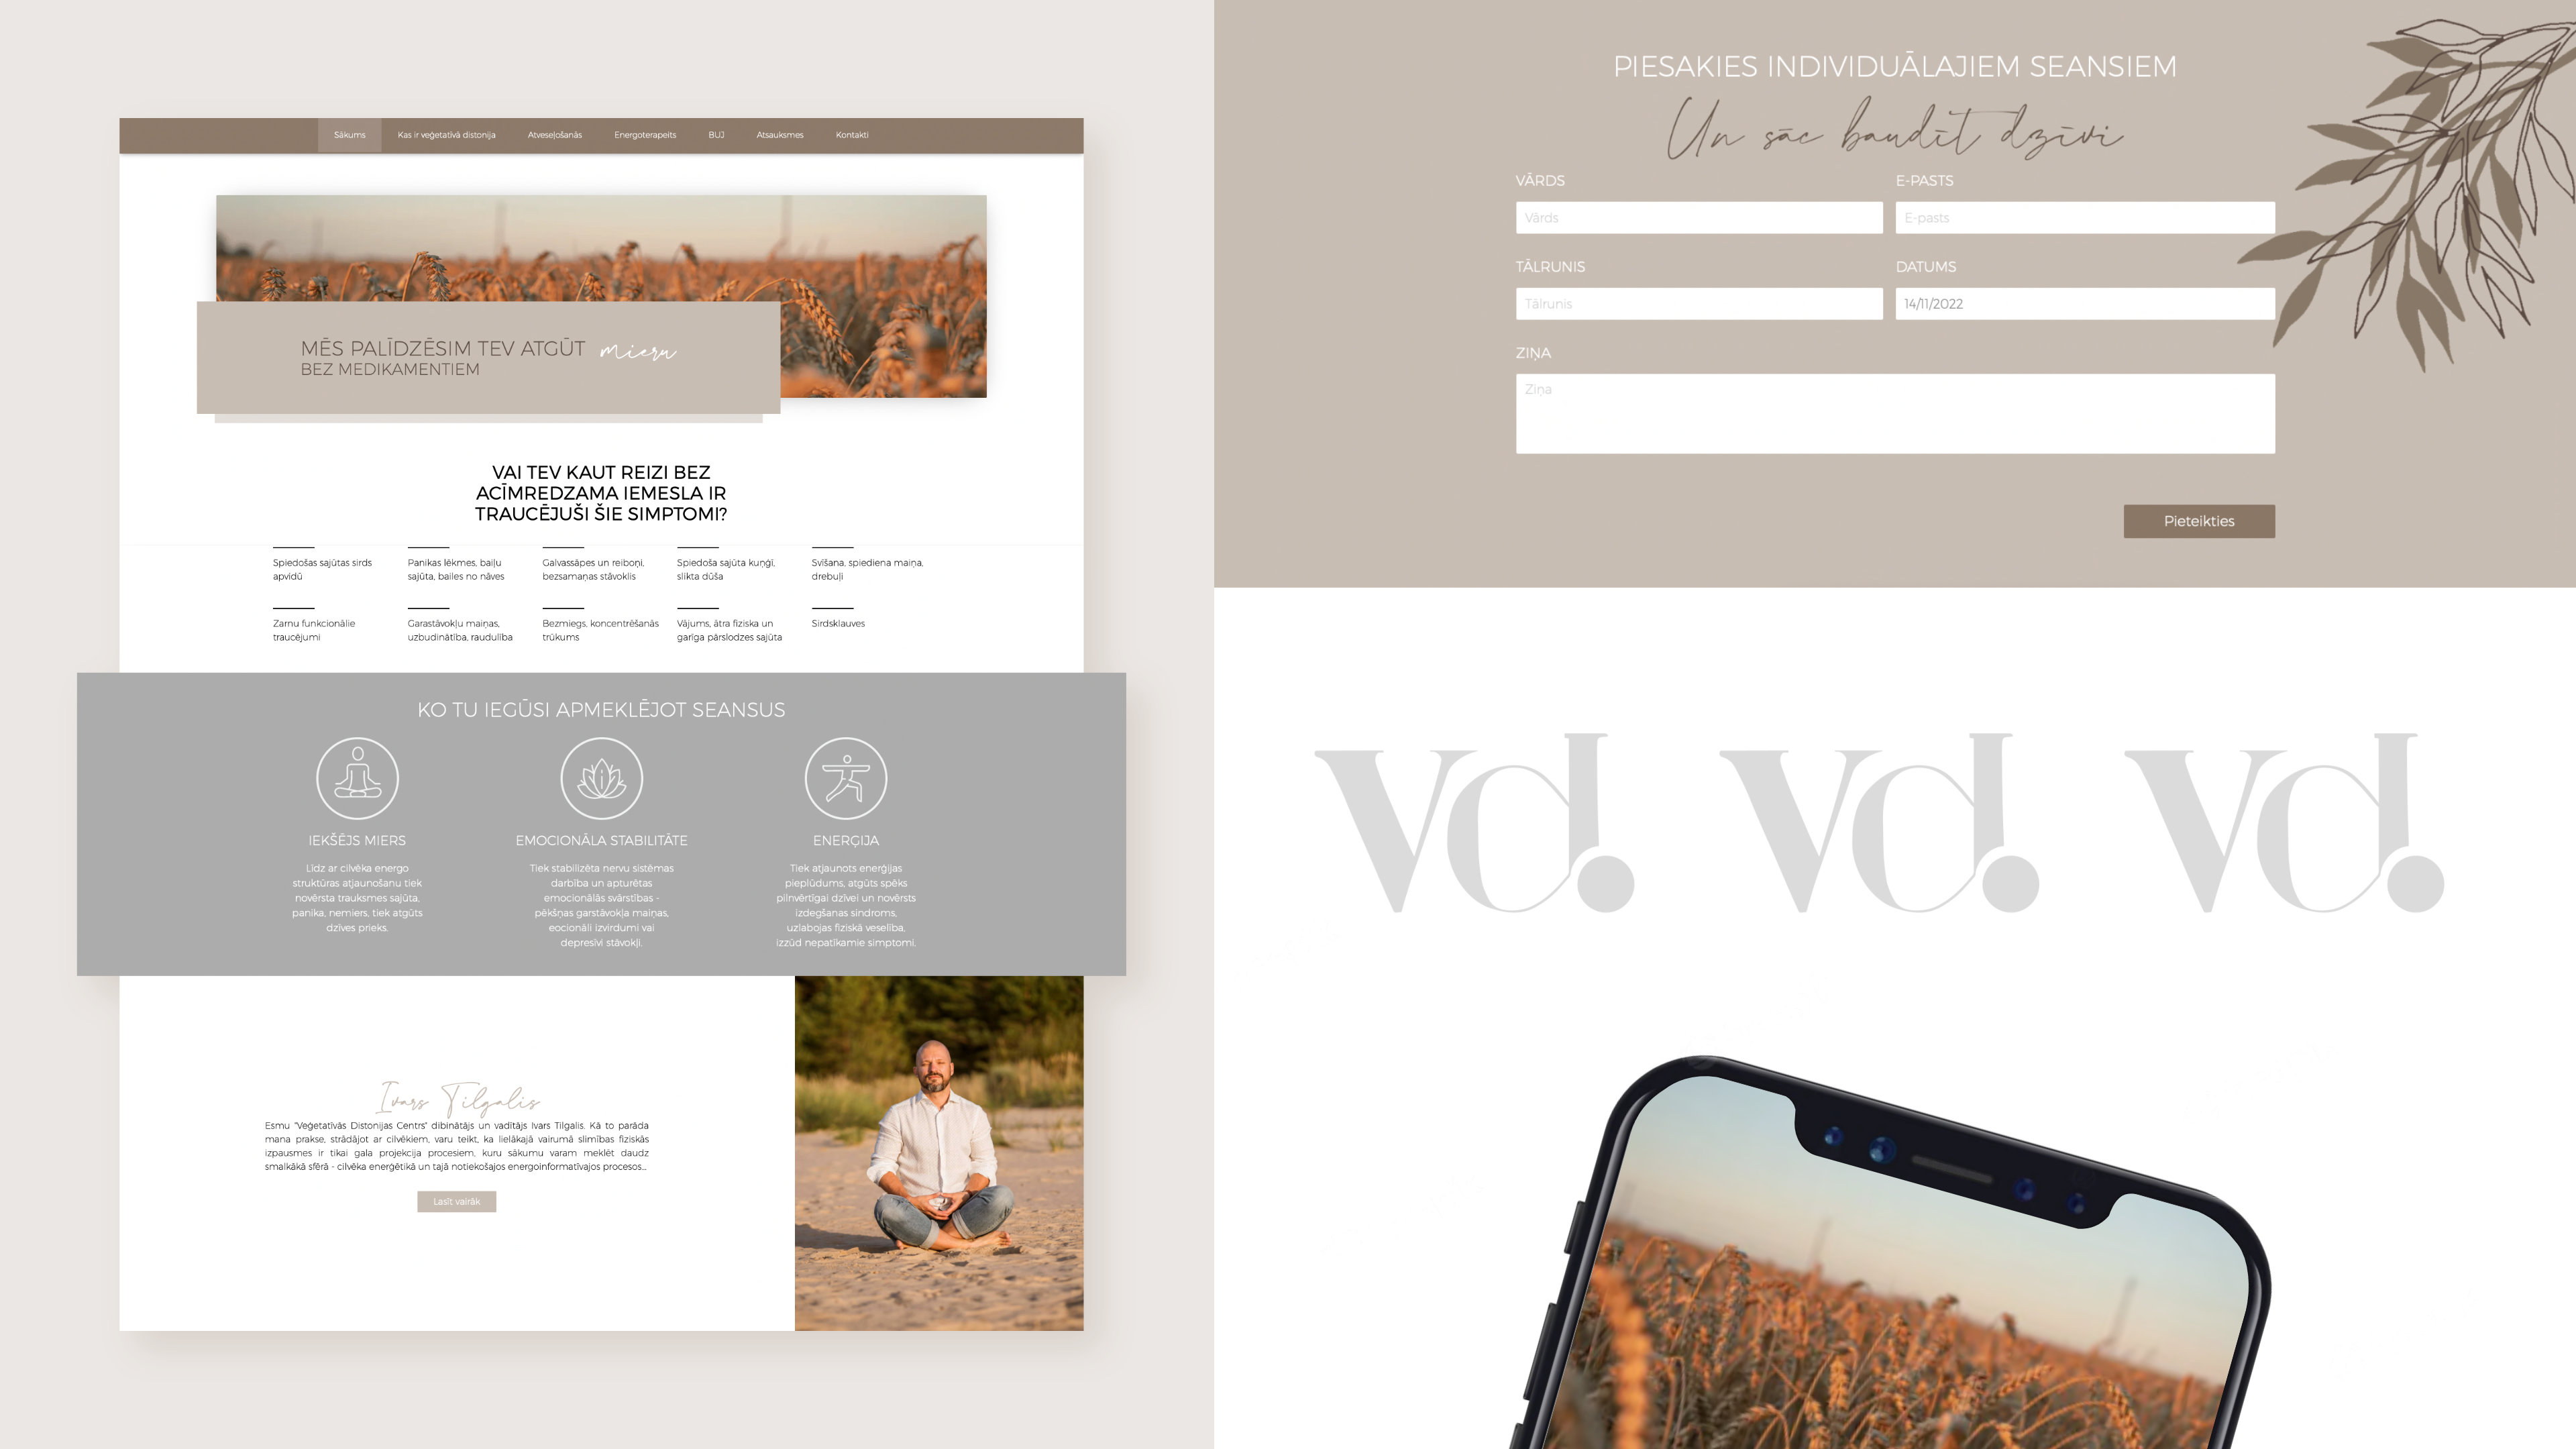 Sākums Kas ir veģetatīvā distonija Atveseļošanās Energoterapeits BUJ Atsauksmes Kontakti
MĒS PALĪDZĒSIM TEV ATGŪT mieru
BEZ MEDIKAMENTIEM
VAI TEV KAUT REIZI BEZ
ACĪMREDZAMA IEMESLA IR
TRAUCĒJUŠI ŠIE SIMPTOMI?
Spiedošas sajūtas sirds
apvidū
Panikas lēkmes, baiļu
sajūta, bailes no nāves
Galvassāpes un reiboņi,
bezsamaņas stāvoklis
Spiedoša sajūta kuņģī,
slikta dūša
Svīšana, spiediena maiņa,
drebuļi
Zarnu funkcionālie
traucējumi
Garastāvokļu maiņas,
uzbudinātība, raudulība
Bezmiegs, koncentrēšanās
trūkums
Vājums, ātra fiziska un
garīga pārslodzes sajūta
Sirdsklauves
KO TU IEGŪSI APMEKLĒJOT SEANSUS
IEKŠĒJS MIERS
Līdz ar cilvēka energo
struktūras atjaunošanu tiek
novērsta trauksmes sajūta,
panika, nemiers, tiek atgūts
dzīves prieks.
EMOCIONĀLA STABILITĀTE
Tiek stabilizēta nervu sistēmas
darbība un apturētas
emocionālās svārstības -
pēkšņas garstāvokļa maiņas,
eocionāli izvirdumi vai
depresīvi stāvokļi.
ENERĢIJA
Tiek atjaunots enerģijas
pieplūdums, atgūts spēks
pilnvērtīgai dzīvei un novērsts
izdegšanas sindroms,
uzlabojas fiziskā veselība,
izzūd nepatīkamie simptomi.
Ivars Tilgalis
Esmu "Veģetatīvās Distonijas Centrs" dibinātājs un vadītājs Ivars Tilgalis. Kā to parāda
mana prakse, strādājot ar cilvēkiem, varu teikt, ka lielākajā vairumā slimības fiziskās
izpausmes ir tikai gala projekcija procesiem, kuru sākumu varam meklēt daudz
smalkākā sfērā - cilvēka enerģētikā un tajā notiekošajos energoinformatīvajos procesos...
Lasīt vairāk
PIESAKIES INDIVIDUĀLAJIEM SEANSIEM
Un sāc baudīt dzīvi
VĀRDS
Vārds
E-PASTS
E-pasts
TĀLRUNIS
Tālrunis
DATUMS
14/11/2022
ZIŅA
Ziņa
Pieteikties
vd. vd. vd.